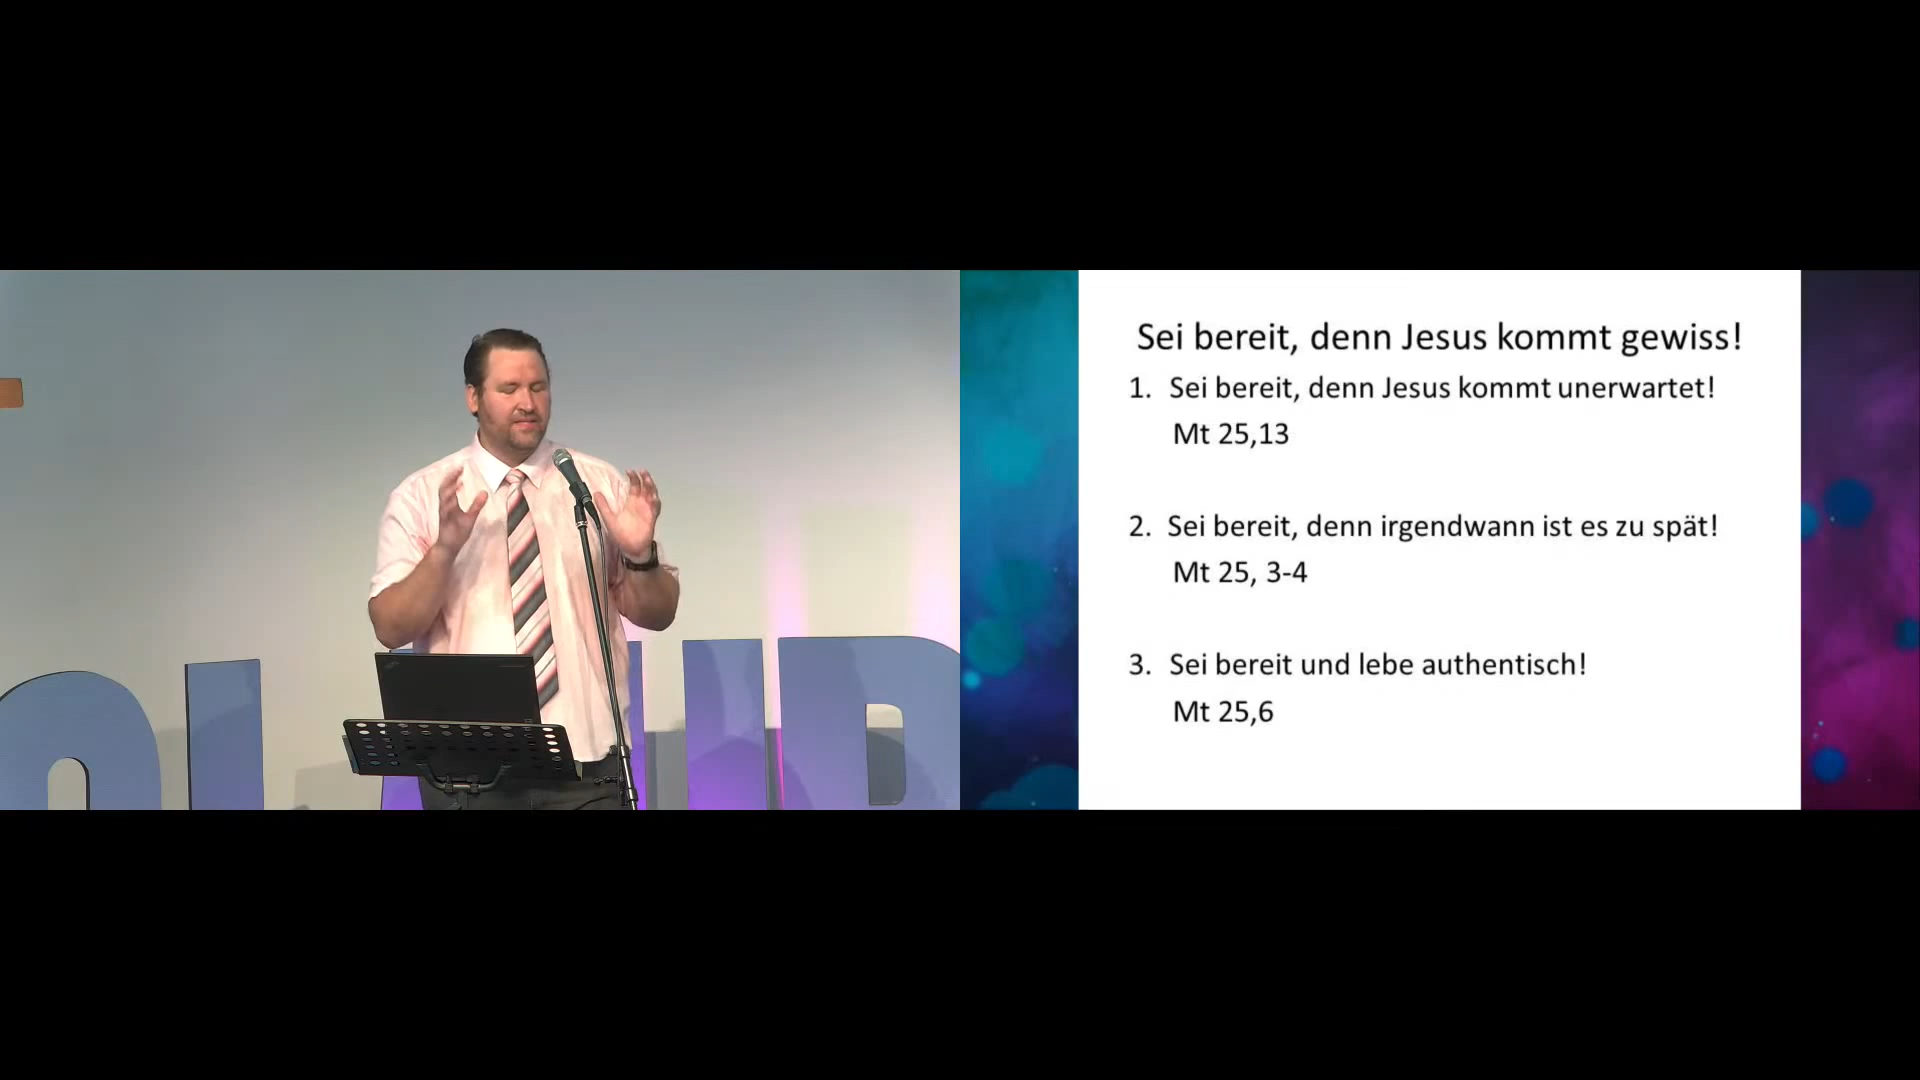 Sei bereit, denn Jesus kommt gewiss!
1. Sei bereit, denn Jesus kommt unerwartet!
Mt 25,13
2. Sei bereit, denn irgendwann ist es zu spät!
Mt 25, 3-4
3. Sei bereit und lebe authentisch!
Mt 25,6